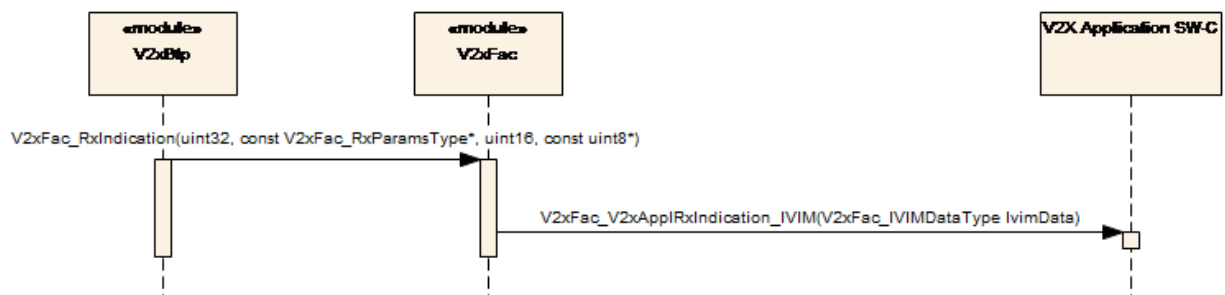 «module»
V2xBtp
«module»
V2xFac
V2X Application SW-C
V2xFac_RxIndication(uint32, const V2xFac_RxParamsType*, uint16, const uint8*)
V2xFac_V2xApplRxIndication_IVIM(V2xFac_IVIMDataType IvimData)